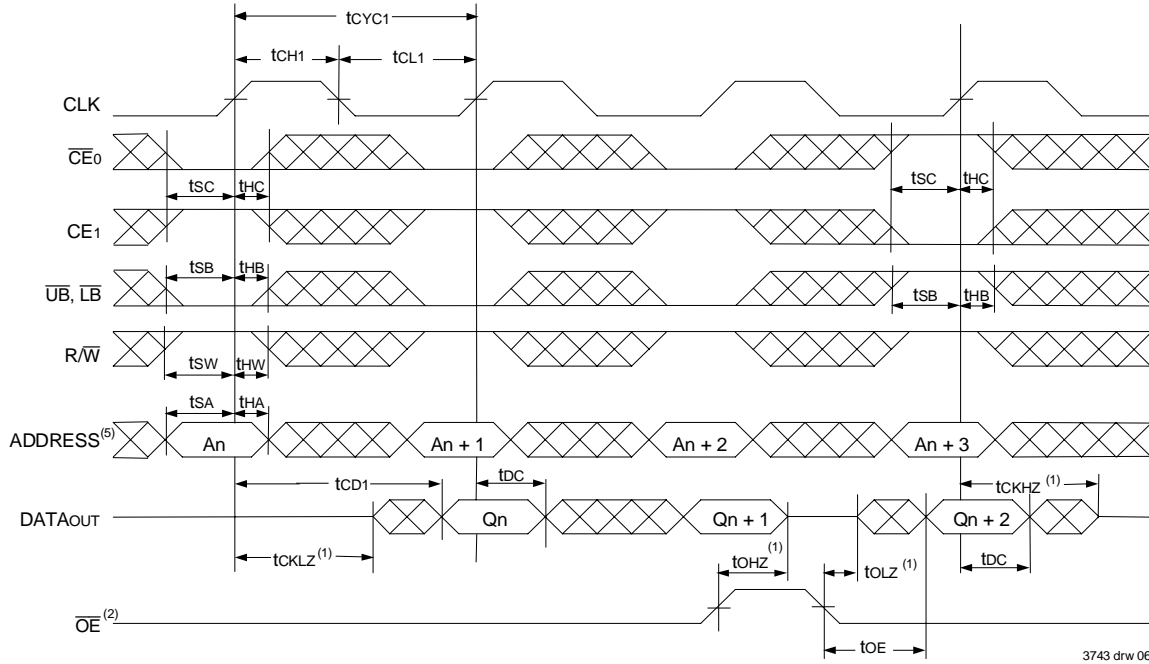 tCYC1
tCH1 tCL1
CLK
CE0
tSC tHC tSC tHC
CE1
tSB tHB tSB tHB
UB, LB
R/W
tSW tHW
tSA tHA
ADDRESS(5) An An + 1 An + 2 An + 3
tCD1 tDC tCKHZ (1)
DATAOUT Qn Qn + 1 Qn + 2
tCKLZ (1) tOHZ (1) tOLZ (1) tDC
OE (2)
tOE
3743 drw 06